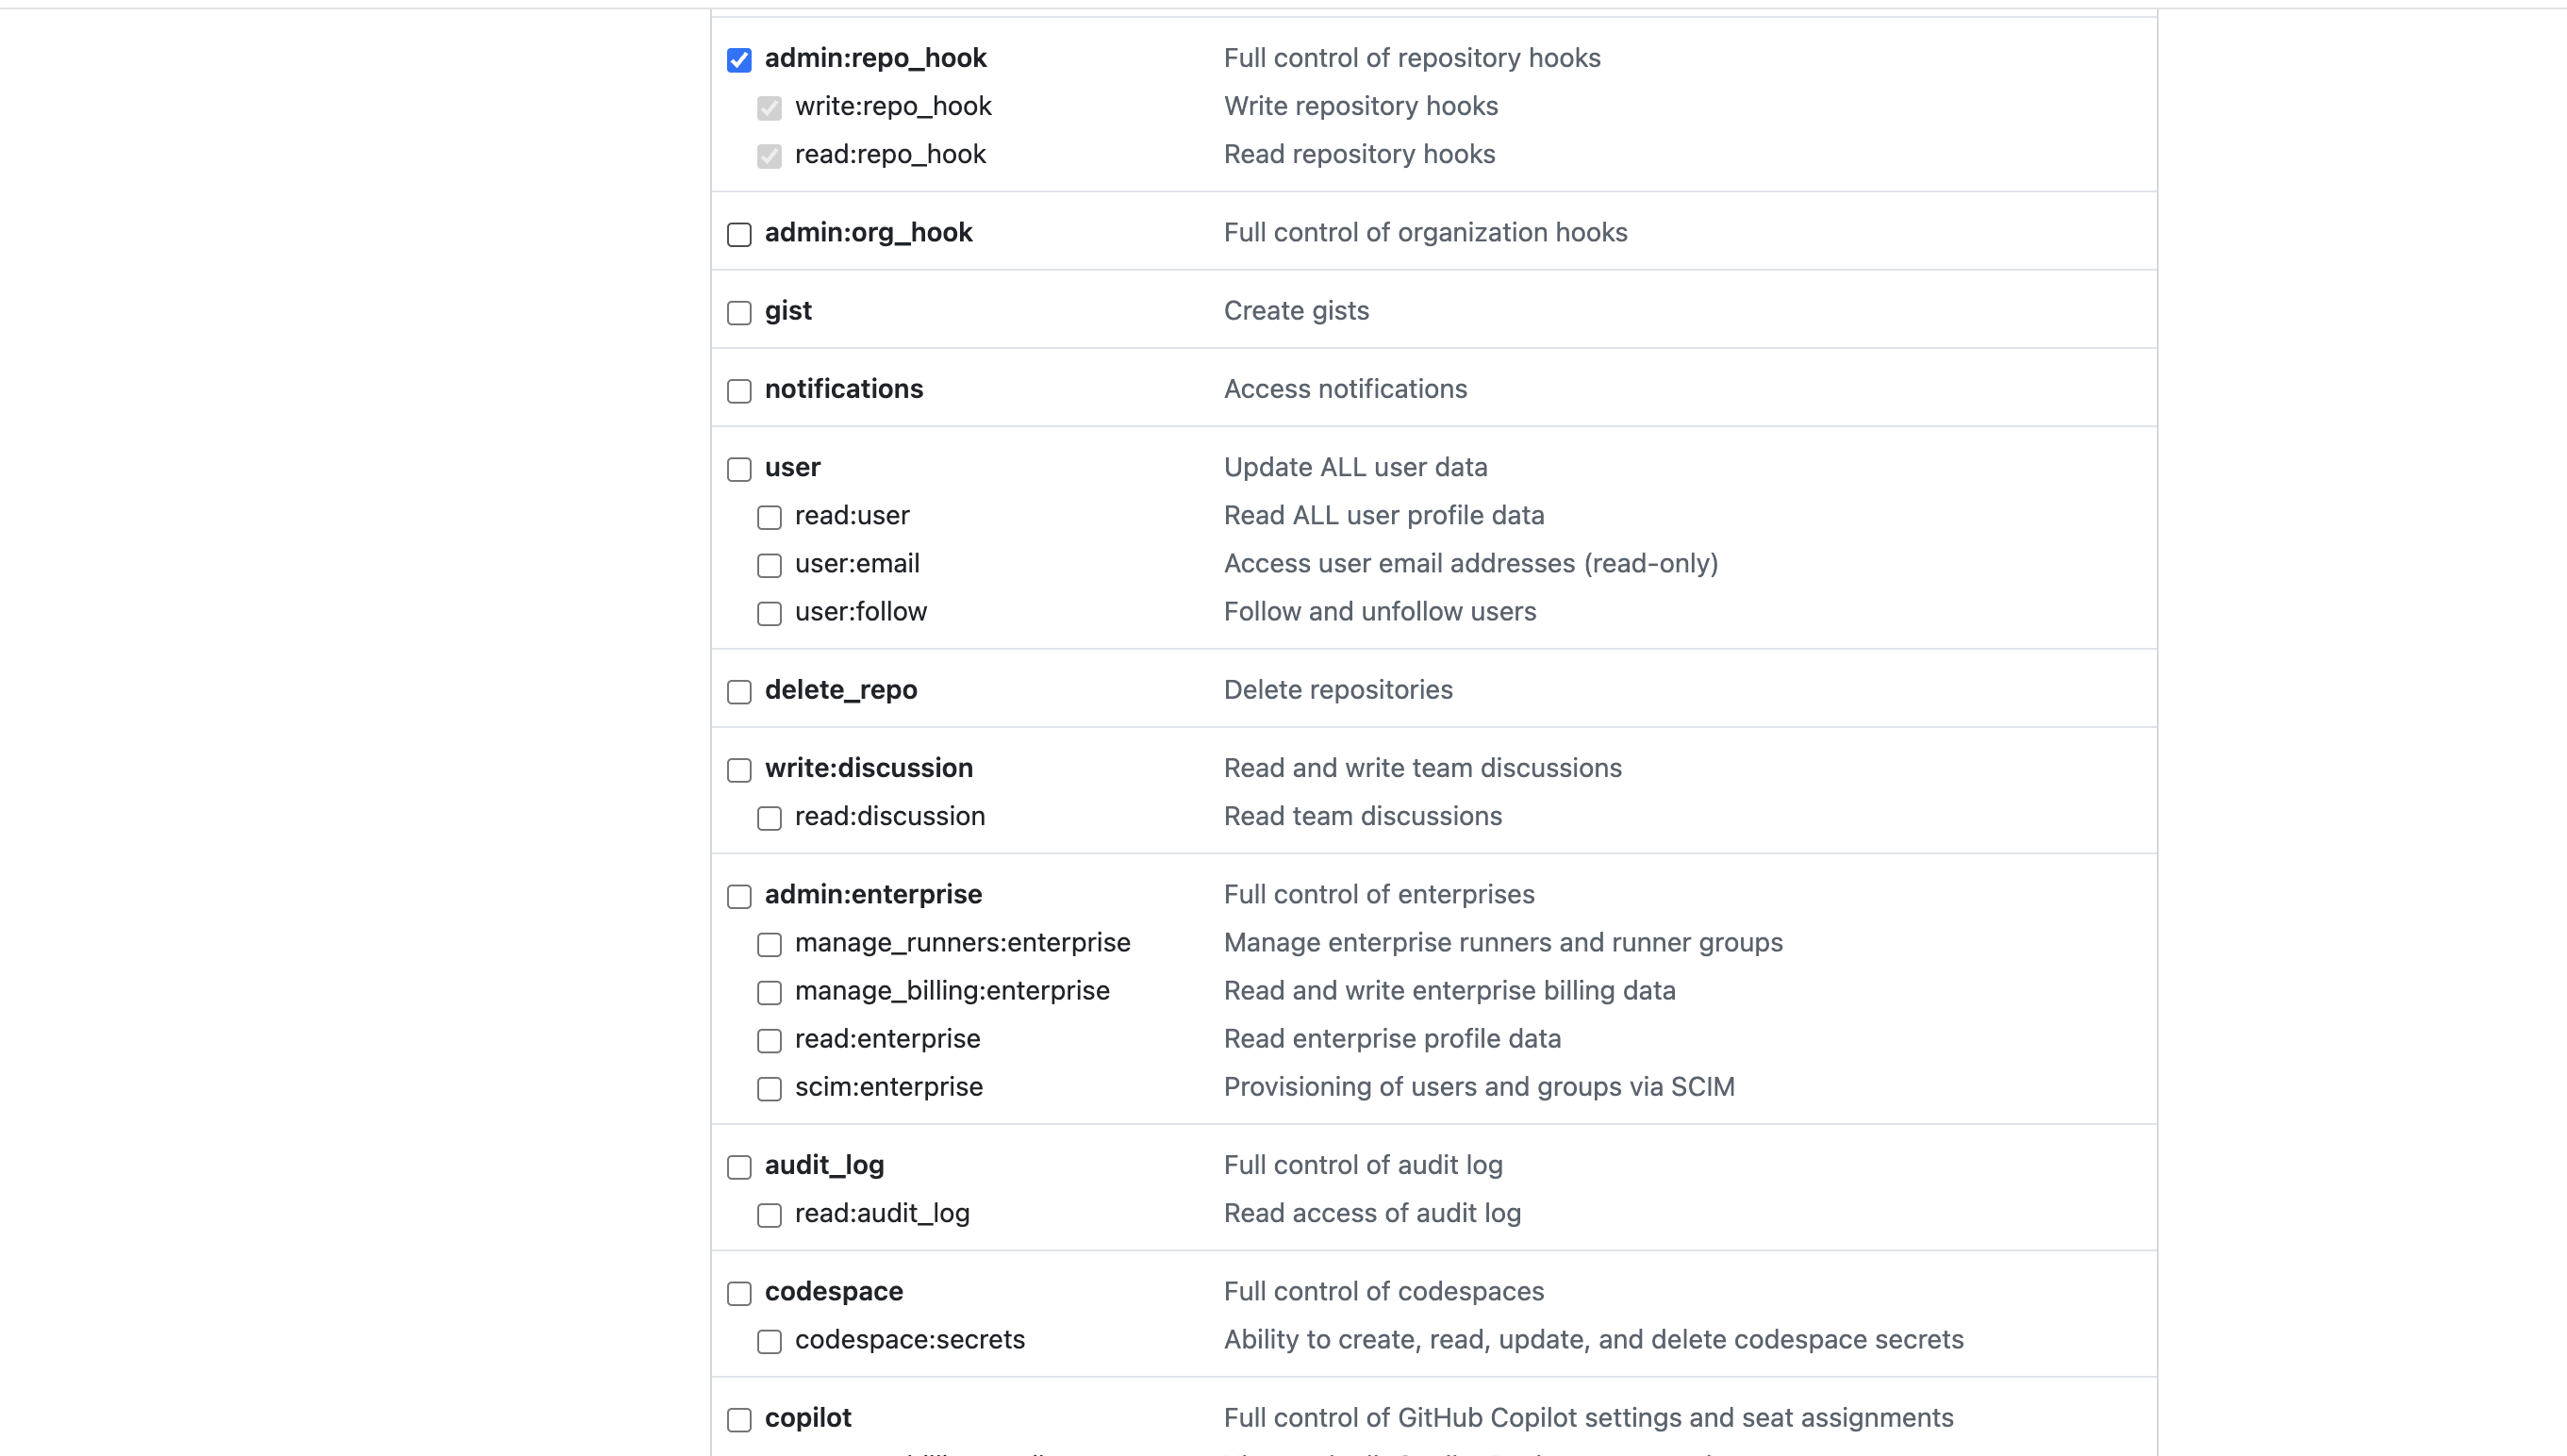 admin:repo_hook Full control of repository hooks
write:repo_hook Write repository hooks
read:repo_hook Read repository hooks
admin:org_hook Full control of organization hooks
gist Create gists
notifications Access notifications
user Update ALL user data
read:user Read ALL user profile data
user:email Access user email addresses (read-only)
user:follow Follow and unfollow users
delete_repo Delete repositories
write:discussion Read and write team discussions
read:discussion Read team discussions
admin:enterprise Full control of enterprises
manage_runners:enterprise Manage enterprise runners and runner groups
manage_billing:enterprise Read and write enterprise billing data
read:enterprise Read enterprise profile data
scim:enterprise Provisioning of users and groups via SCIM
audit_log Full control of audit log
read:audit_log Read access of audit log
codespace Full control of codespaces
codespace:secrets Ability to create, read, update, and delete codespace secrets
copilot Full control of GitHub Copilot settings and seat assignments